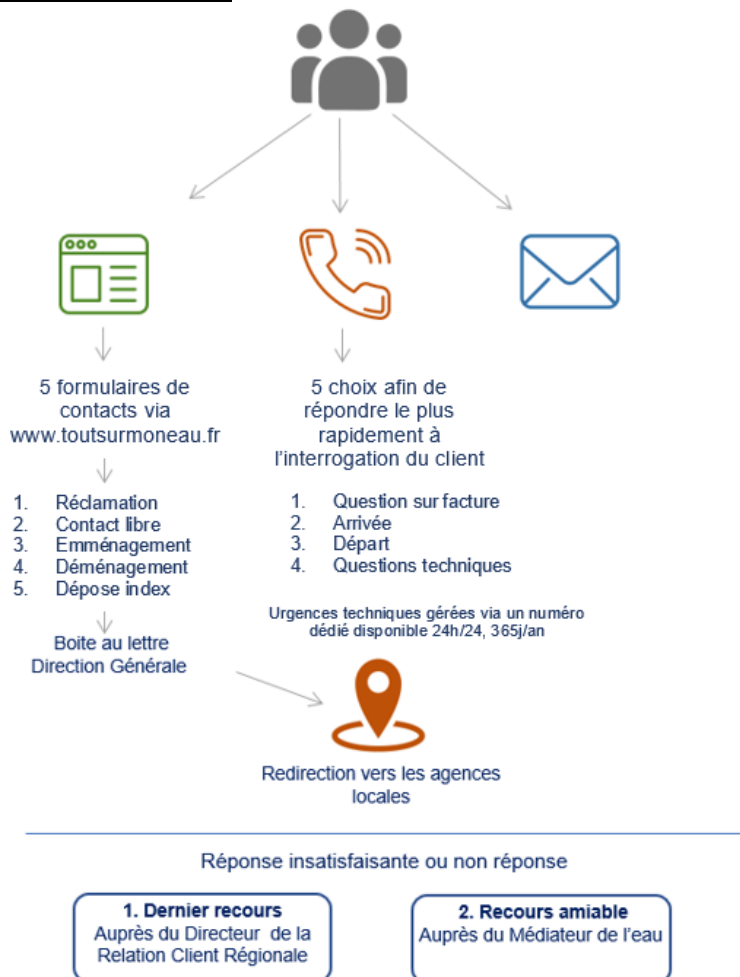 5 formulaires de
contacts via
www.toutsurmoneau.fr
1. Réclamation
2. Contact libre
3. Emménagement
4. Déménagement
5. Dépose index
Boite au lettre
Direction Générale
5 choix afin de
répondre le plus
rapidement à
l'interrogation du client
1. Question sur facture
2. Arrivée
3. Départ
4. Questions techniques
Urgences techniques gérées via un numéro
dédié disponible 24h/24, 365j/an
Redirection vers les agences
locales
Réponse insatisfaisante ou non réponse
1. Dernier recours
Auprès du Directeur de la
Relation Client Régionale
2. Recours amiable
Auprès du Médiateur de l'eau